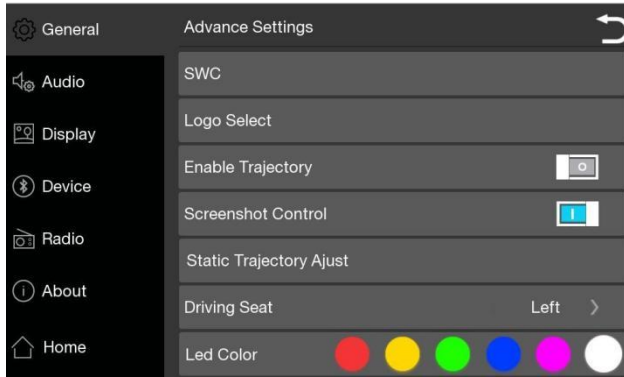 General
Audio
Display
Device
Radio
About
Home
Advance Settings
SWC
Logo Select
Enable Trajectory
Screenshot Control
Static Trajectory Ajust
Driving Seat Left
Led Color